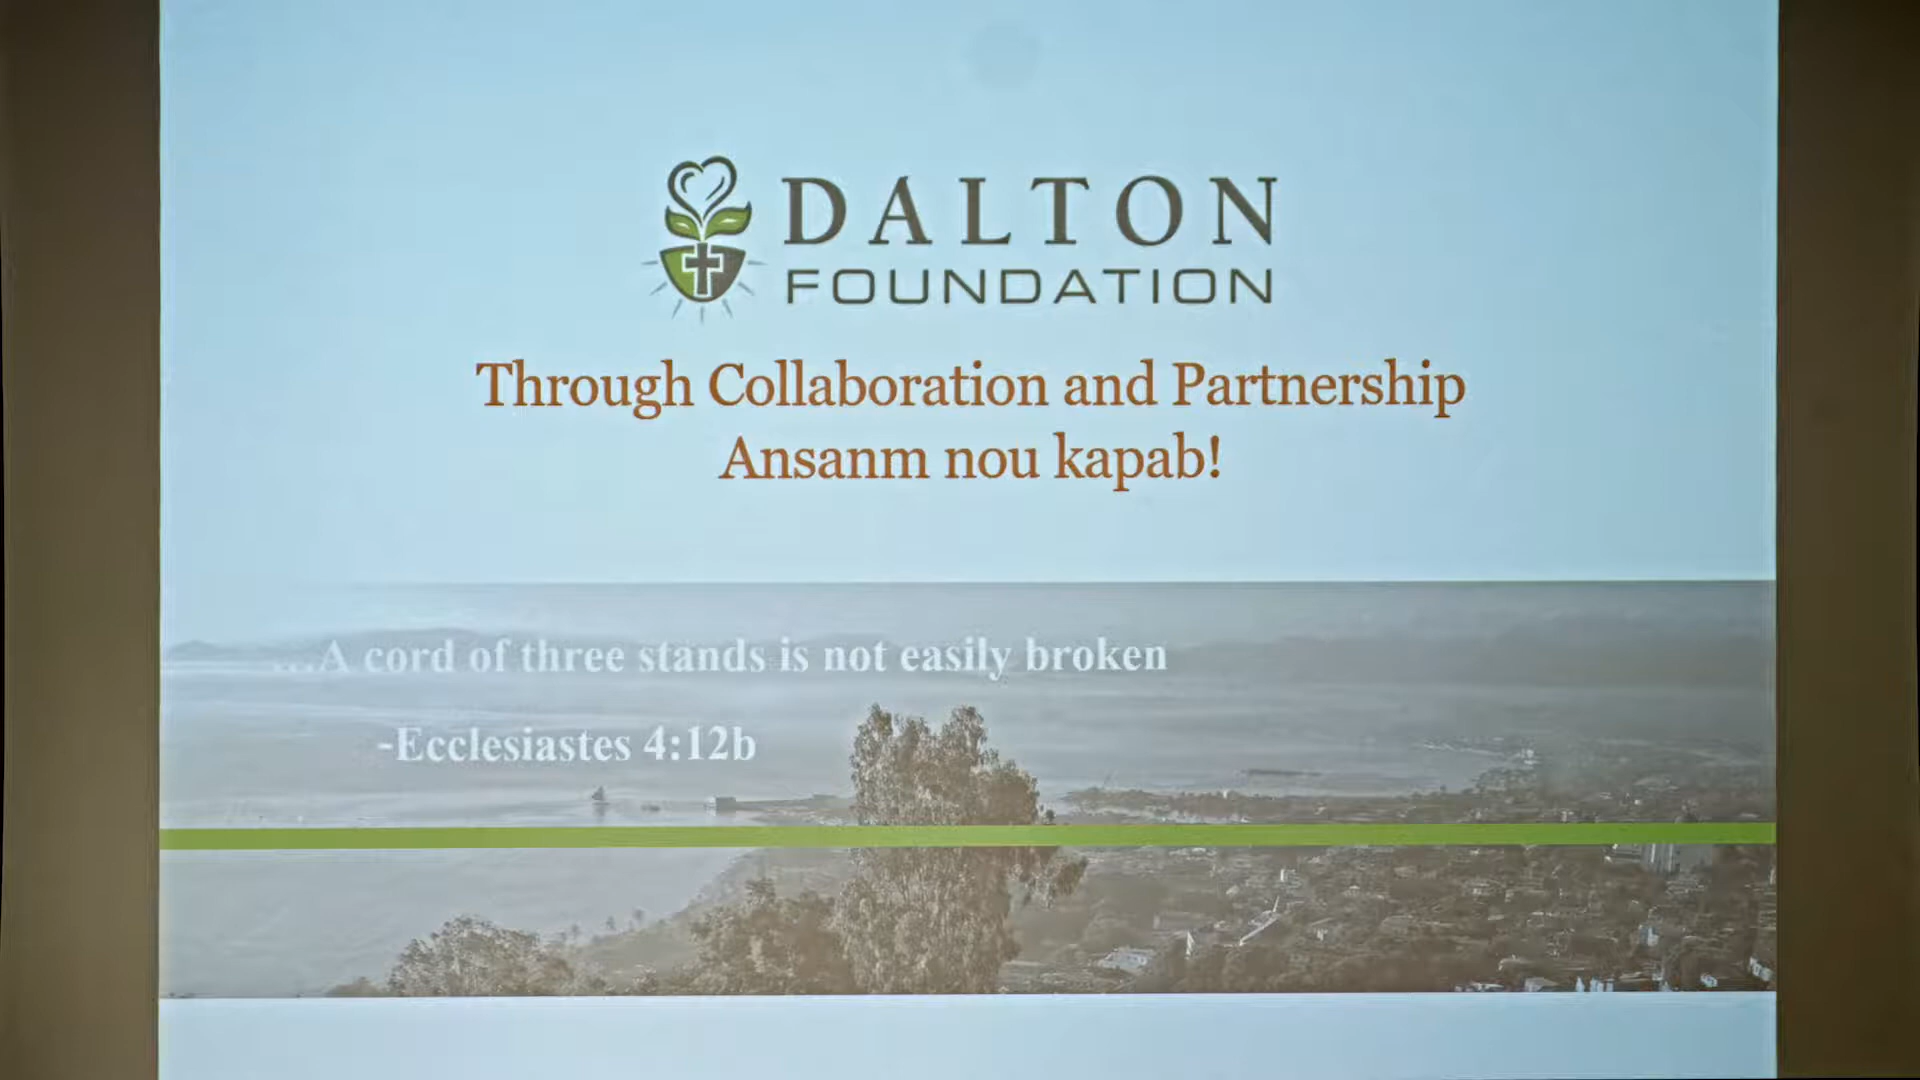 DALTON
FOUNDATION
Through Collaboration and Partnership
Ansanm nou kapab!
...A cord of three stands is not easily broken
-Ecclesiastes 4:12b